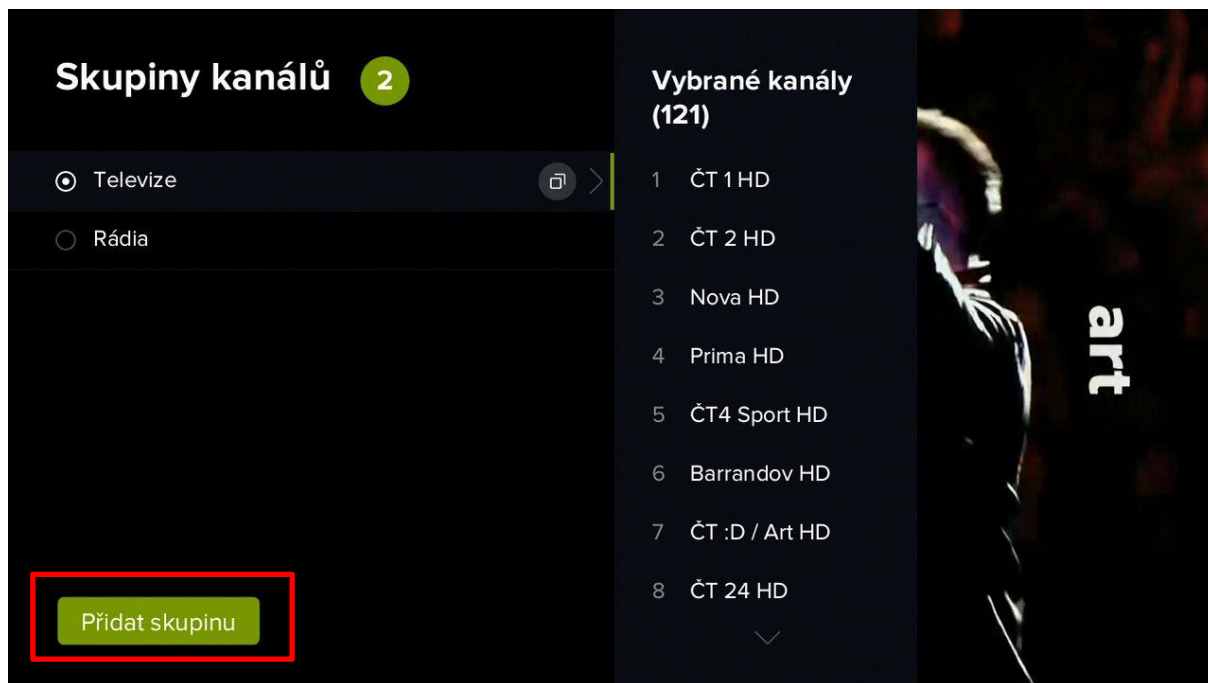 Skupiny kanálů 2
Televize
Rádia
Přidat skupinu
Vybrané kanály
(121)
1 ČT 1 HD
2 ČT 2 HD
3 Nova HD
4 Prima HD
5 ČT4 Sport HD
6 Barrandov HD
7 ČT :D / Art HD
8 ČT 24 HD
art